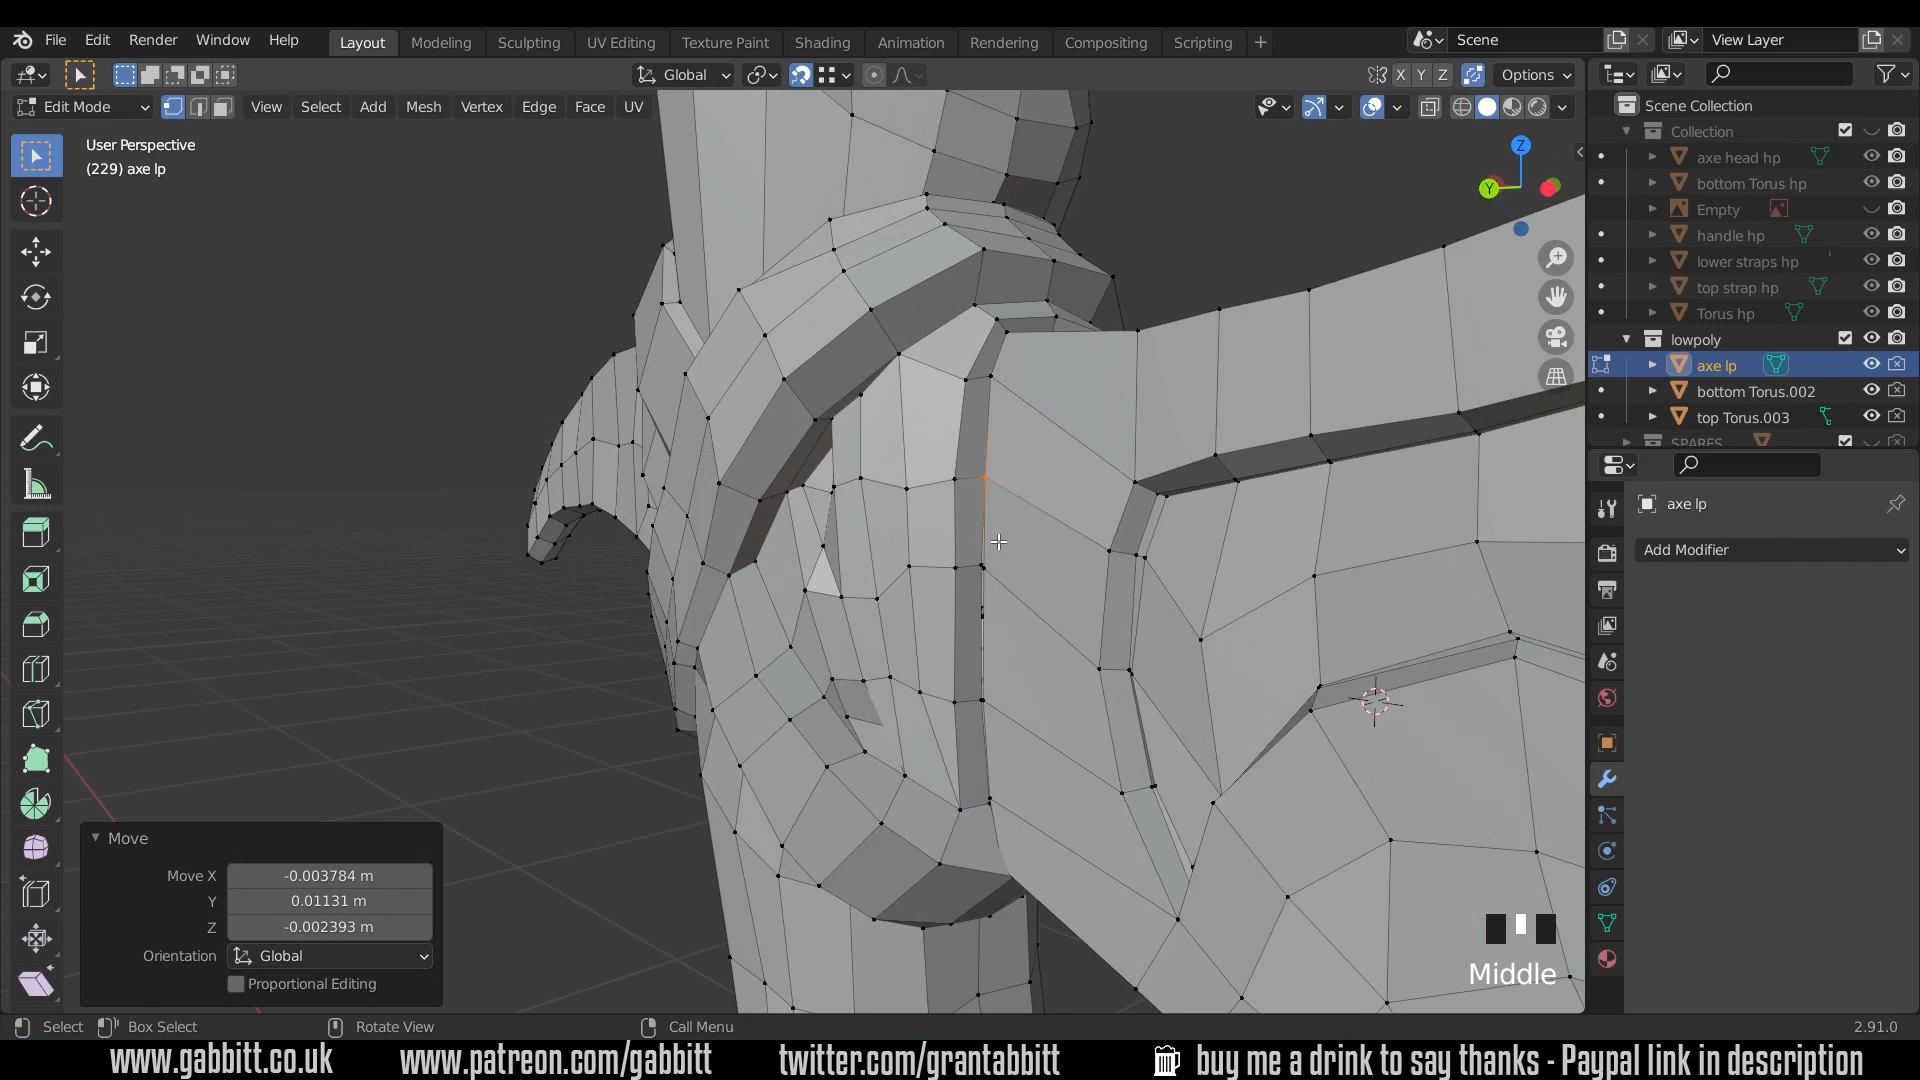 File Edit Render Window Help Layout Modeling Sculpting UV Editing Texture Paint Shading Animation Rendering Compositing Scripting + Scene View Layer
Global X Y Z Options
Edit Mode View Select Add Mesh Vertex Edge Face UV
User Perspective
(229) axe lp
Z
Y
Scene Collection
Collection
axe head hp
bottom Torus hp
Empty
handle hp
lower straps hp
top strap hp
Torus hp
lowpoly
axe lp
bottom Torus.002
top Torus.003
SPARES
axe lp
Add Modifier
Move
Move X -0.003784 m
Y 0.01131 m
Z -0.002393 m
Orientation Global
Proportional Editing
Middle
Select Box Select Rotate View Call Menu 2.91.0
www.gabbitt.co.uk www.patreon.com/gabbitt twitter.com/grantabbitt buy me a drink to say thanks - Paypal link in description